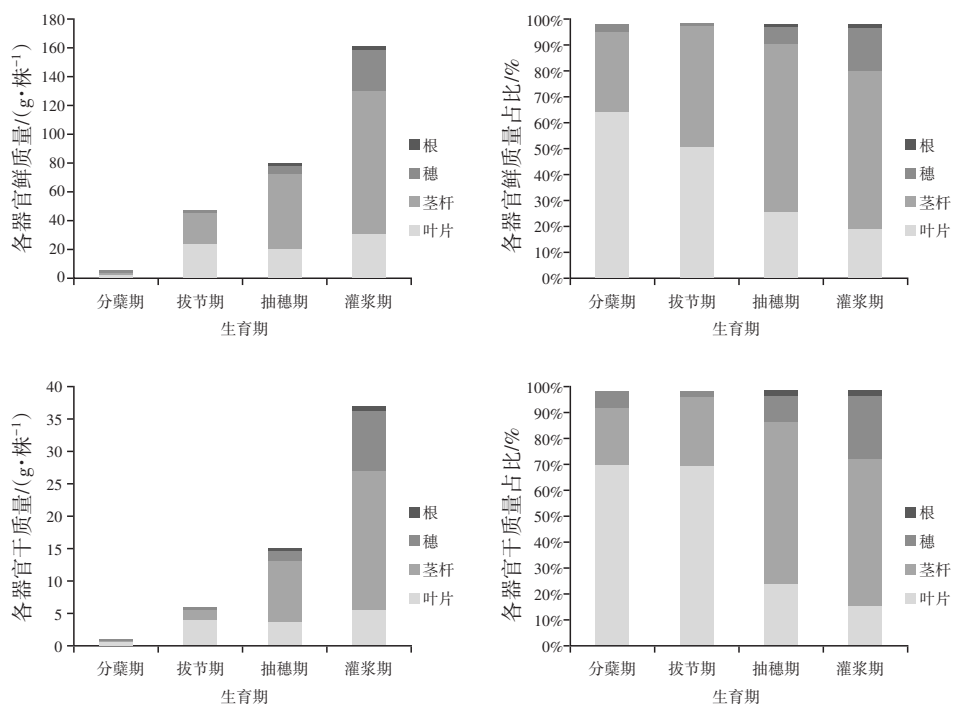 各器官鲜质量/(g·株⁻¹)
180
160
140
120
100
80
60
40
20
0
分蘖期 拔节期 抽穗期 灌浆期
生育期
根
穗
茎杆
叶片
各器官鲜质量占比/%
100%
90%
80%
70%
60%
50%
40%
30%
20%
10%
0%
分蘖期 拔节期 抽穗期 灌浆期
生育期
根
穗
茎杆
叶片
各器官干质量/(g·株⁻¹)
40
35
30
25
20
15
10
5
0
分蘖期 拔节期 抽穗期 灌浆期
生育期
根
穗
茎杆
叶片
各器官干质量占比/%
100%
90%
80%
70%
60%
50%
40%
30%
20%
10%
0%
分蘖期 拔节期 抽穗期 灌浆期
生育期
根
穗
茎杆
叶片